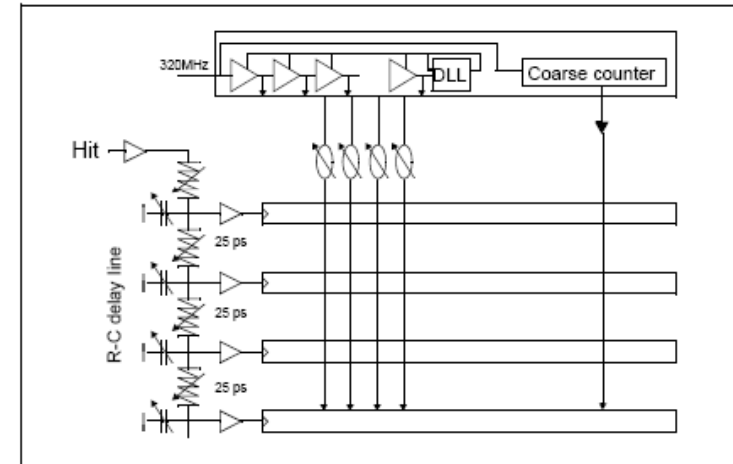 320MHz
DLL
Coarse counter
Hit
R-C delay line
25 ps
25 ps
25 ps